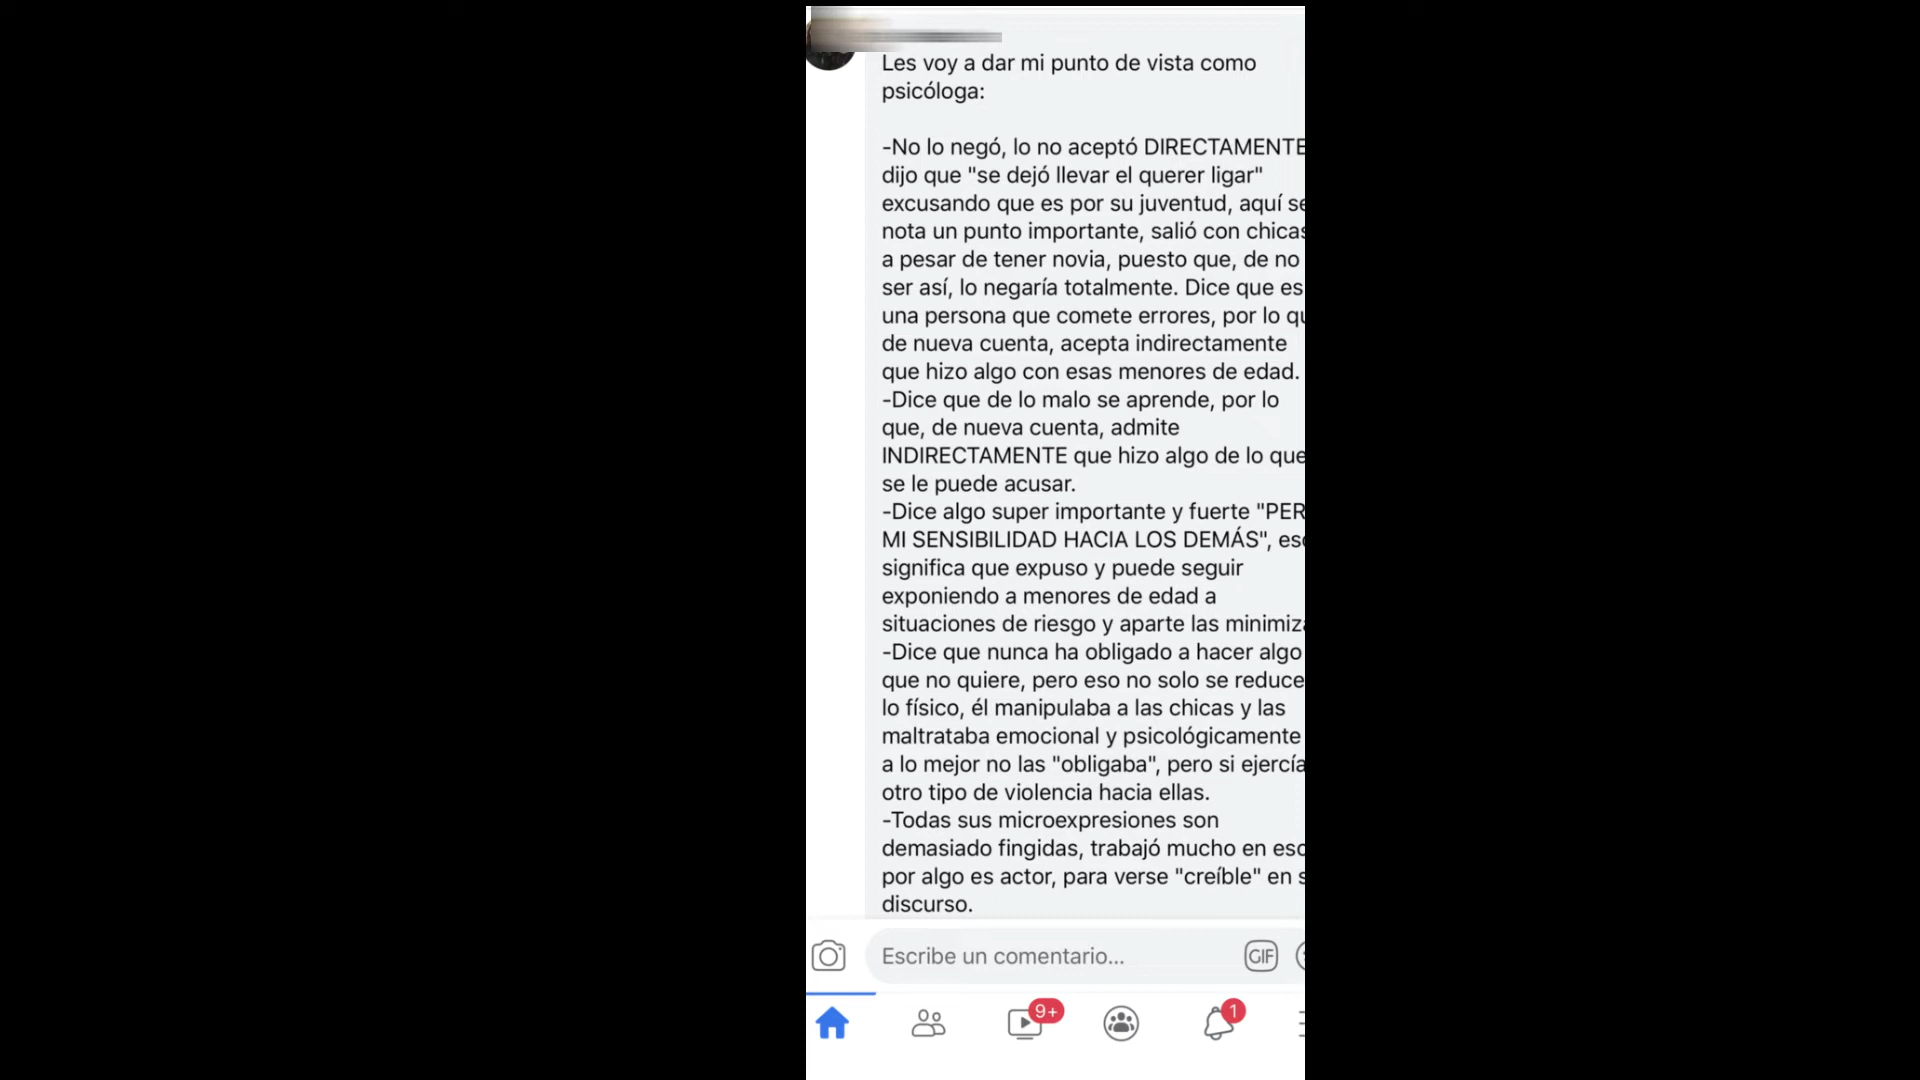 Les voy a dar mi punto de vista como
psicóloga:
-No lo negó, lo no aceptó DIRECTAMENTE
dijo que "se dejó llevar el querer ligar"
excusando que es por su juventud, aquí se
nota un punto importante, salió con chicas
a pesar de tener novia, puesto que, de no
ser así, lo negaría totalmente. Dice que es
una persona que comete errores, por lo
de nueva cuenta, acepta indirectamente
que hizo algo con esas menores de edad.
-Dice que de lo malo se aprende, por lo
que, de nueva cuenta, admite
INDIRECTAMENTE que hizo algo de lo que
se le puede acusar.
-Dice algo super importante y fuerte
MI SENSIBILIDAD HACIA LOS DEMÁS",
significa que expuso y puede seguir
exponiendo a menores de edad a
situaciones de riesgo y aparte las
-Dice que nunca ha obligado a hacer algo
que no quiere, pero eso no solo se reduce
lo físico, él manipulaba a las chicas y las
maltrataba emocional y psicológicamente
a lo mejor no las "obligaba", pero si ejercía
otro tipo de violencia hacia ellas.
-Todas sus microexpresiones son
demasiado fingidas, trabajó mucho en
por algo es actor, para verse "creíble" en
discurso.
Escribe un comentario...
GIF
9+
1